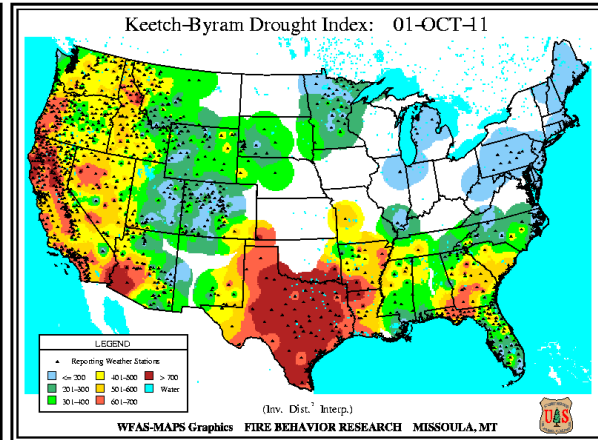 Keetch-Byram Drought Index: 01-OCT-11
LEGEND
Reporting Weather Stations
<= 200 401-500 > 700
201-300 501-600 Water
301-400 601-700
(Inv. Dist.² Interp.)
WFAS-MAPS Graphics FIRE BEHAVIOR RESEARCH MISSOULA, MT
U S